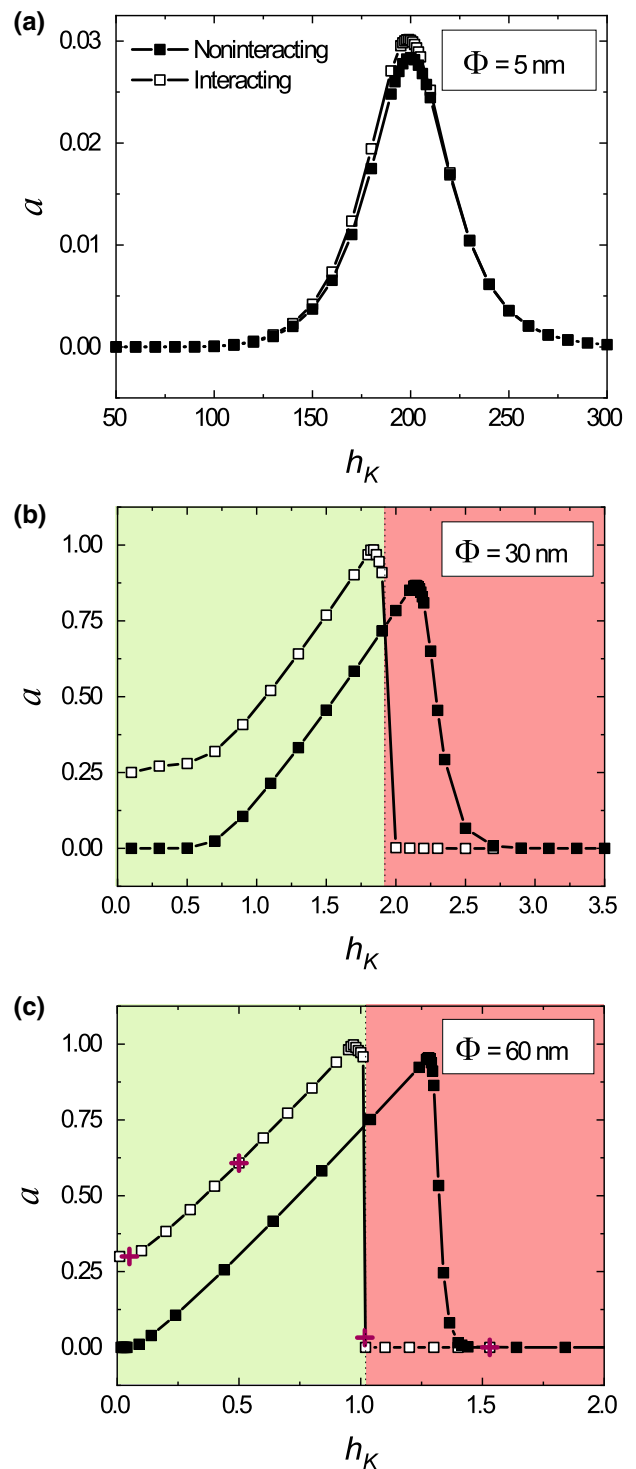 (a)
0.03
0.02
0.01
0.00
a
Noninteracting
Interacting
Φ = 5 nm
50 100 150 200 250 300
h_K
(b)
1.00
0.75
0.50
0.25
0.00
a
Φ = 30 nm
0.0 0.5 1.0 1.5 2.0 2.5 3.0 3.5
h_K
(c)
1.00
0.75
0.50
0.25
0.00
a
Φ = 60 nm
0.0 0.5 1.0 1.5 2.0
h_K